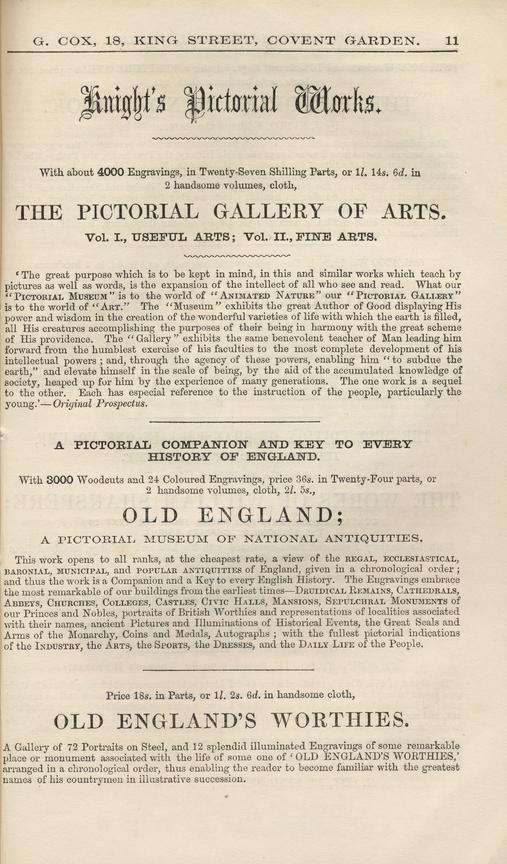 G. COX, 18, KING STREET, COVENT GARDEN. 11
Knight's Pictorial Works.
With about 4000 Engravings, in Twenty-Seven Shilling Parts, or 1l. 14s. 6d. in
2 handsome volumes, cloth,
THE PICTORIAL GALLERY OF ARTS.
Vol. I., USEFUL ARTS; Vol. II., FINE ARTS.
'The great purpose which is to be kept in mind, in this and similar works which teach by
pictures as well as words, is the expansion of the intellect of all who see and read. What our
"PICTORIAL MUSEUM" is to the world of "ANIMATED NATURE" our "PICTORIAL GALLERY"
is to the world of "ART." The "Museum" exhibits the great Author of Good displaying His
power and wisdom in the creation of the wonderful varieties of life with which the earth is filled,
all His creatures accomplishing the purposes of their being in harmony with the great scheme
of His providence. The "Gallery" exhibits the same benevolent teacher of Man leading him
forward from the humblest exercise of his faculties to the most complete development of his
intellectual powers; and, through the agency of these powers, enabling him "to subdue the
earth," and elevate himself in the scale of being, by the aid of the accumulated knowledge of
society, heaped up for him by the experience of many generations. The one work is a sequel
to the other. Each has especial reference to the instruction of the people, particularly the
young.'—Original Prospectus.
A PICTORIAL COMPANION AND KEY TO EVERY
HISTORY OF ENGLAND.
With 3000 Woodcuts and 24 Coloured Engravings, price 36s. in Twenty-Four parts, or
2 handsome volumes, cloth, 2l. 5s.,
OLD ENGLAND;
A PICTORIAL MUSEUM OF NATIONAL ANTIQUITIES.
This work opens to all ranks, at the cheapest rate, a view of the REGAL, ECCLESIASTICAL,
BARONIAL, MUNICIPAL, and POPULAR ANTIQUITIES of England, given in a chronological order;
and thus the work is a Companion and a Key to every English History. The Engravings embrace
the most remarkable of our buildings from the earliest times—DRUIDICAL REMAINS, CATHEDRALS,
ABBEYS, CHURCHES, COLLEGES, CASTLES, CIVIC HALLS, MANSIONS, SEPULCHRAL MONUMENTS of
our Princes and Nobles, portraits of British Worthies and representations of localities associated
with their names, ancient Pictures and Illuminations of Historical Events, the Great Seals and
Arms of the Monarchy, Coins and Medals, Autographs; with the fullest pictorial indications
of the INDUSTRY, the ARTS, the SPORTS, the DRESSES, and the DAILY LIFE of the People.
Price 18s. in Parts, or 1l. 2s. 6d. in handsome cloth,
OLD ENGLAND'S WORTHIES.
A Gallery of 72 Portraits on Steel, and 12 splendid illuminated Engravings of some remarkable
place or monument associated with the life of some one of 'OLD ENGLAND'S WORTHIES,'
arranged in a chronological order, thus enabling the reader to become familiar with the greatest
names of his countrymen in illustrative succession.